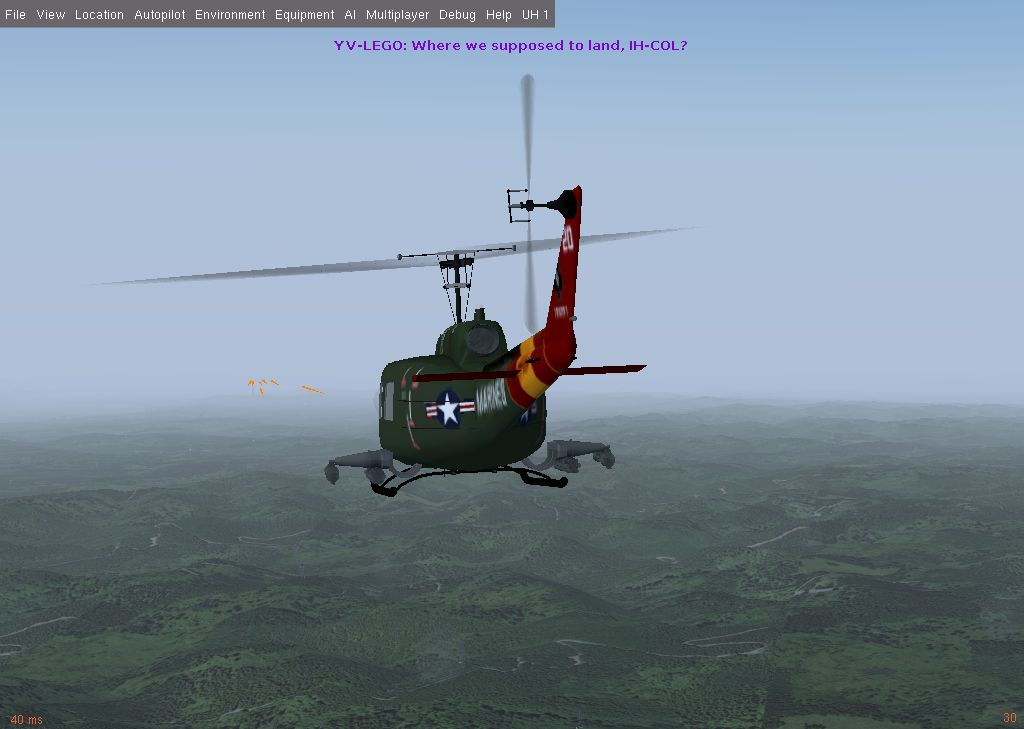 File View Location Autopilot Environment Equipment AI Multiplayer Debug Help UH 1
YV-LEGO: Where we supposed to land, IH-COL?
20
MARINES
40 ms
30